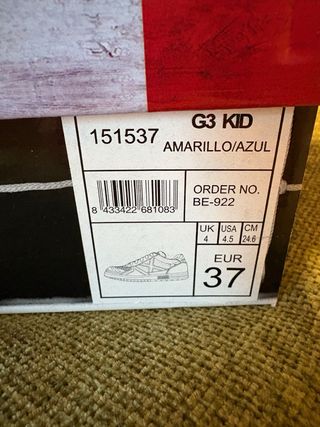 G3 KID
151537
AMARILLO/AZUL
8 433422 681083
ORDER NO.
BE-922
UK USA CM
4 4.5 24.6
EUR
37